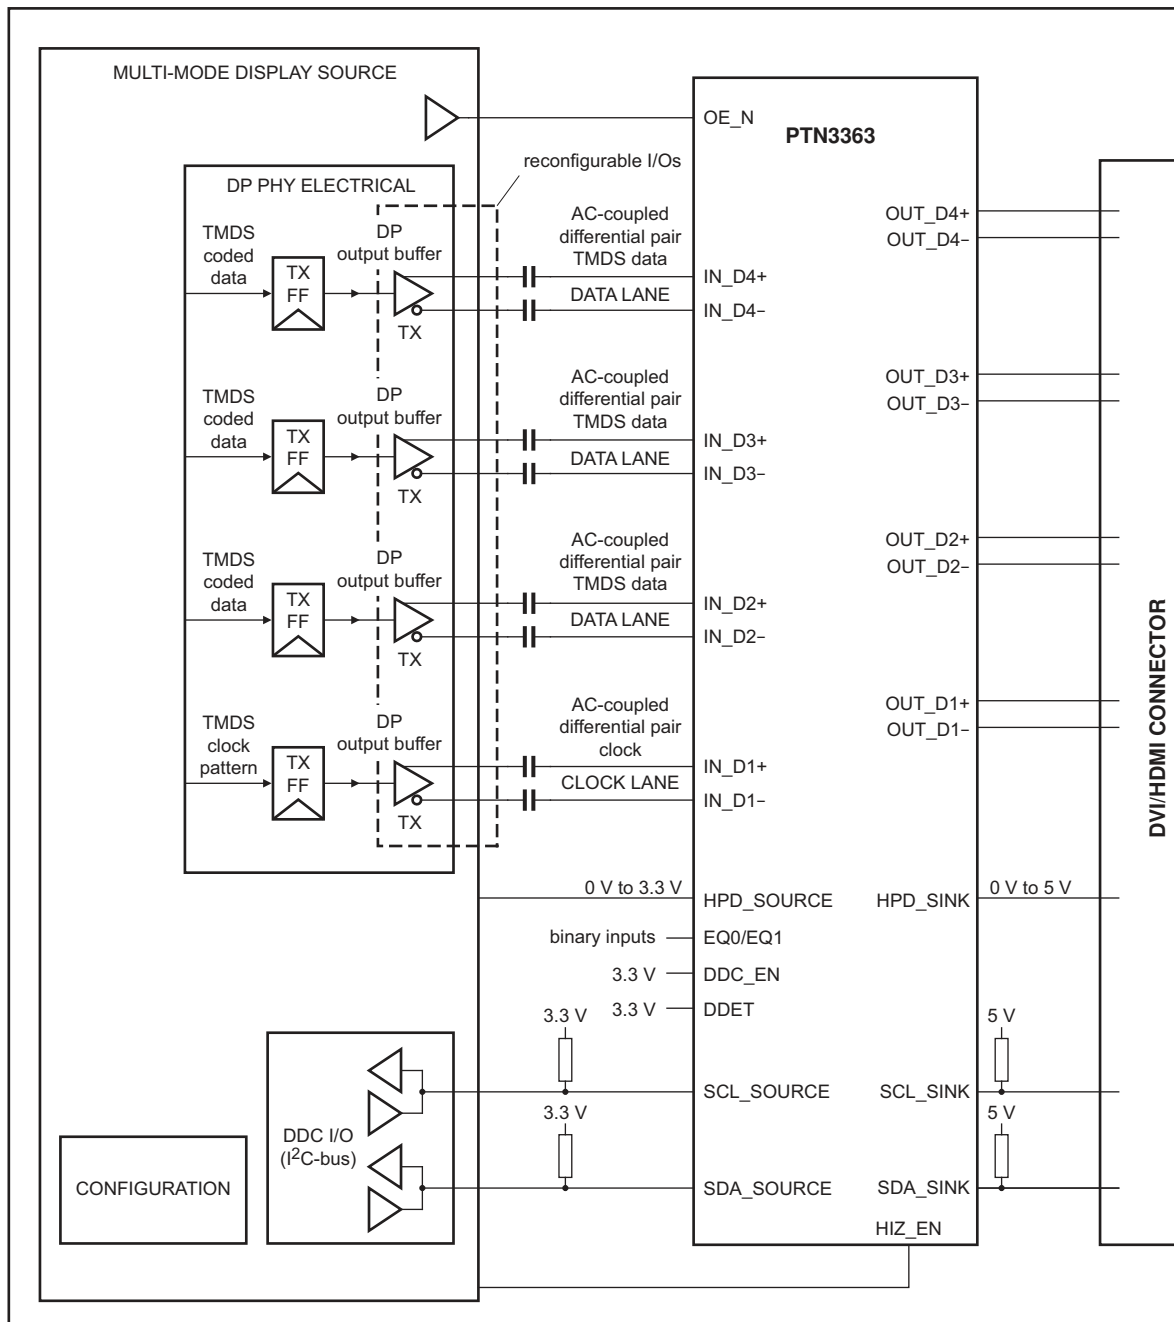 MULTI-MODE DISPLAY SOURCE
OE_N
PTN3363
reconfigurable I/Os
DP PHY ELECTRICAL
TMDS
coded
data
TX
FF
DP
output buffer
TX
AC-coupled
differential pair
TMDS data
DATA LANE
IN_D4+
IN_D4−
OUT_D4+
OUT_D4−
TMDS
coded
data
TX
FF
DP
output buffer
TX
AC-coupled
differential pair
TMDS data
DATA LANE
IN_D3+
IN_D3−
OUT_D3+
OUT_D3−
TMDS
coded
data
TX
FF
DP
output buffer
TX
AC-coupled
differential pair
TMDS data
DATA LANE
IN_D2+
IN_D2−
OUT_D2+
OUT_D2−
TMDS
clock
pattern
TX
FF
DP
output buffer
TX
AC-coupled
differential pair
clock
CLOCK LANE
IN_D1+
IN_D1−
OUT_D1+
OUT_D1−
DVI/HDMI CONNECTOR
0 V to 3.3 V
HPD_SOURCE
HPD_SINK
0 V to 5 V
binary inputs
EQ0/EQ1
3.3 V
DDC_EN
3.3 V
DDET
3.3 V
5 V
SCL_SOURCE
SCL_SINK
3.3 V
5 V
DDC I/O
(I²C-bus)
CONFIGURATION
SDA_SOURCE
SDA_SINK
HIZ_EN